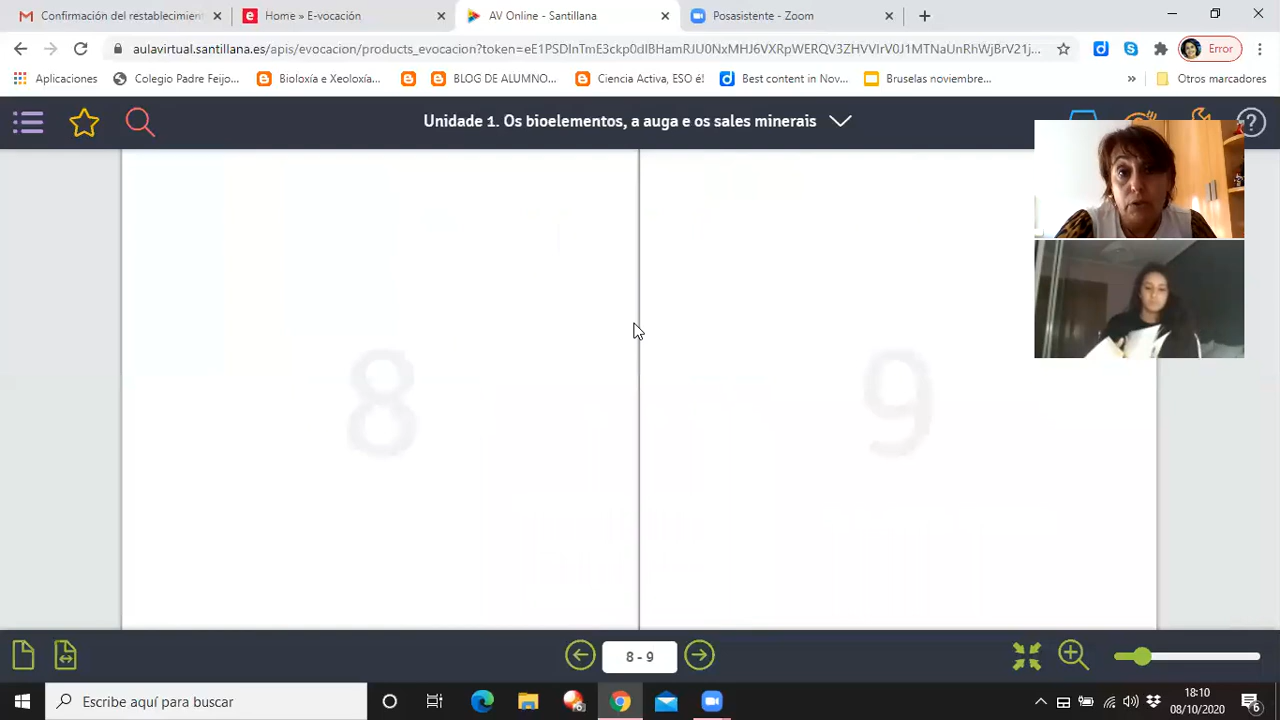 Confirmación del restablecimient
Home » E-vocación
AV Online - Santillana
Posasistente - Zoom
aulavirtual.santillana.es/apis/evocacion/products_evocacion?token=
Error
Aplicaciones
Colegio Padre Feijo...
Bioloxía e Xeoloxía...
BLOG DE ALUMNO...
Ciencia Activa, ESO é!
Best content in Nov...
Bruselas noviembre...
»
Otros marcadores
Unidade 1. Os bioelementos, a auga e os sales minerais
8
9
8 - 9
Escribe aquí para buscar
18:10
08/10/2020
6